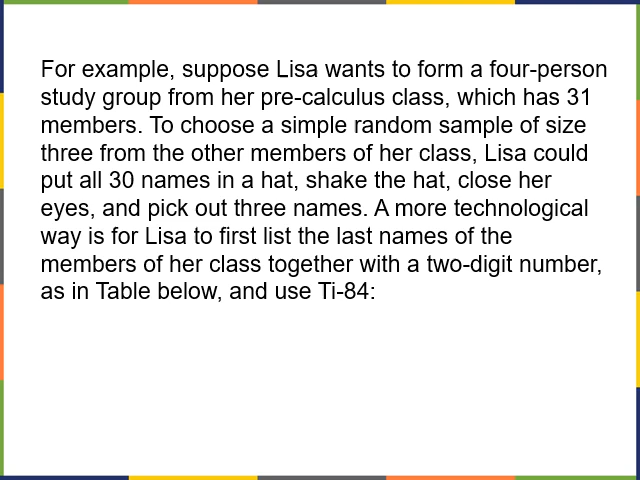 For example, suppose Lisa wants to form a four-person
study group from her pre-calculus class, which has 31
members. To choose a simple random sample of size
three from the other members of her class, Lisa could
put all 30 names in a hat, shake the hat, close her
eyes, and pick out three names. A more technological
way is for Lisa to first list the last names of the
members of her class together with a two-digit number,
as in Table below, and use Ti-84: